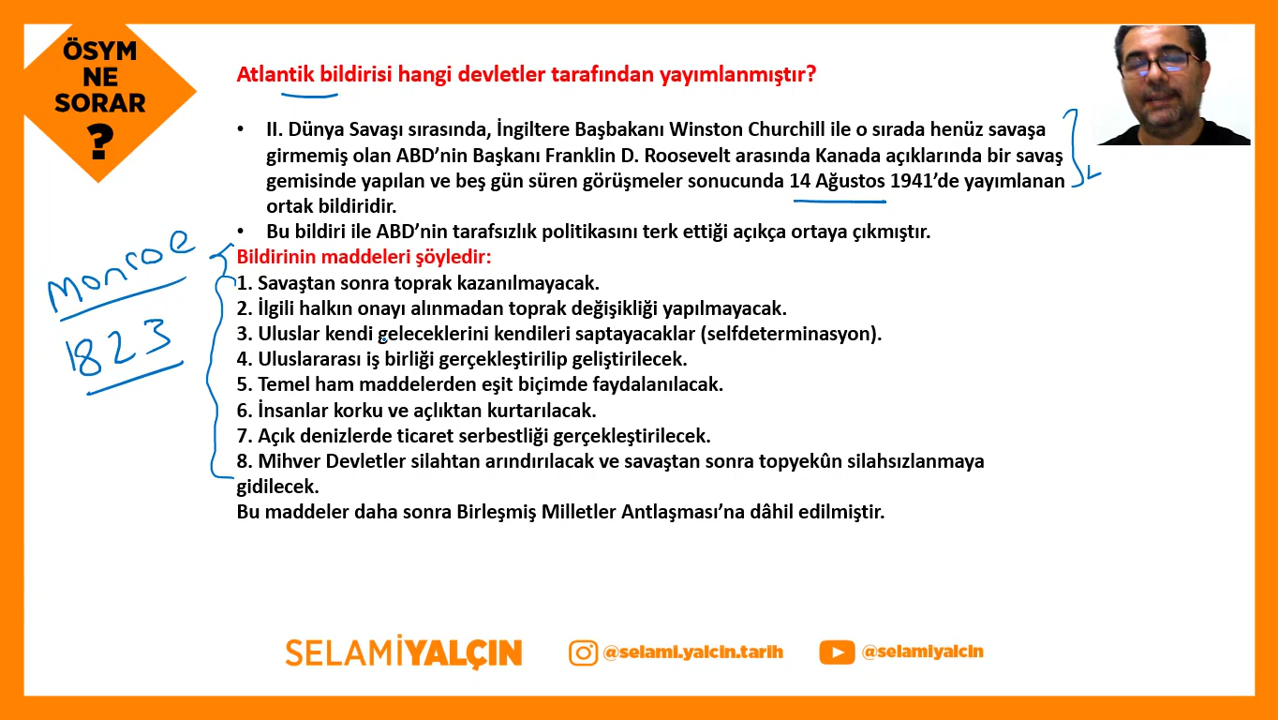 ÖSYM
NE
SORAR
?
Atlantik bildirisi hangi devletler tarafından yayımlanmıştır?
• II. Dünya Savaşı sırasında, İngiltere Başbakanı Winston Churchill ile o sırada henüz savaşa
girmemiş olan ABD’nin Başkanı Franklin D. Roosevelt arasında Kanada açıklarında bir savaş
gemisinde yapılan ve beş gün süren görüşmeler sonucunda 14 Ağustos 1941’de yayımlanan
ortak bildiridir.
• Bu bildiri ile ABD’nin tarafsızlık politikasını terk ettiği açıkça ortaya çıkmıştır.
Bildirinin maddeleri şöyledir:
1. Savaştan sonra toprak kazanılmayacak.
2. İlgili halkın onayı alınmadan toprak değişikliği yapılmayacak.
3. Uluslar kendi geleceklerini kendileri saptayacaklar (selfdeterminasyon).
4. Uluslararası iş birliği gerçekleştirilip geliştirilecek.
5. Temel ham maddelerden eşit biçimde faydalanılacak.
6. İnsanlar korku ve açlıktan kurtarılacak.
7. Açık denizlerde ticaret serbestliği gerçekleştirilecek.
8. Mihver Devletler silahtan arındırılacak ve savaştan sonra topyekûn silahsızlanmaya
gidilecek.
Bu maddeler daha sonra Birleşmiş Milletler Antlaşması’na dâhil edilmiştir.
Monroe
1823
SELAMİYALÇIN
@selami.yalcin.tarih
@selamiyalcin